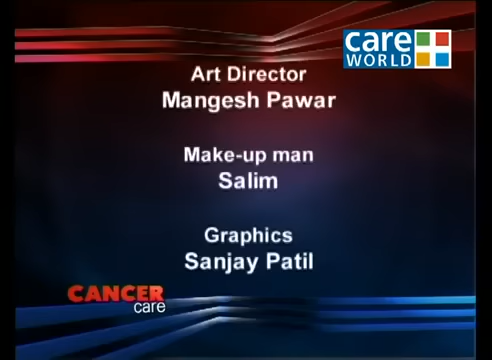 care
WORLD
Art Director
Mangesh Pawar
Make-up man
Salim
Graphics
Sanjay Patil
CANCER
care